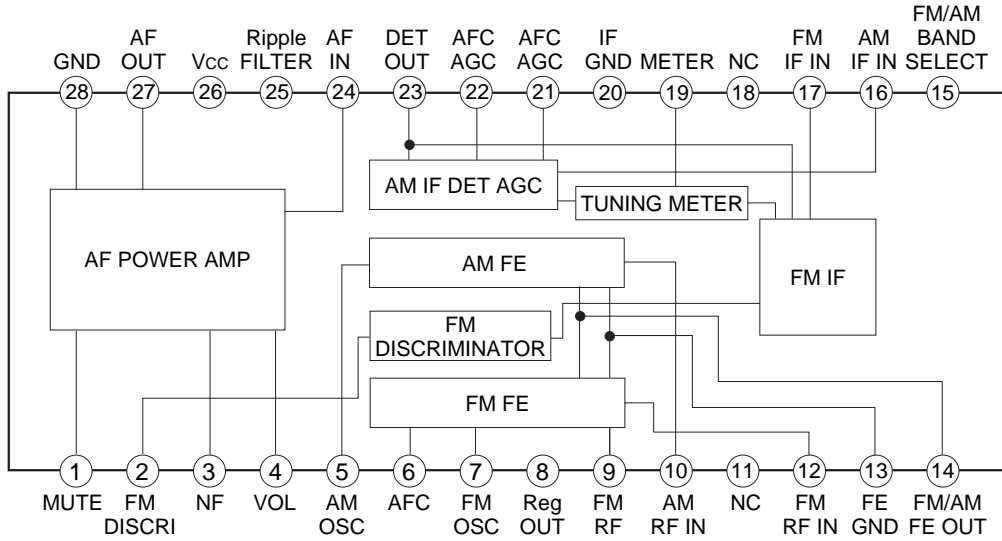 GND
AF
OUT
Vcc
Ripple
FILTER
AF
IN
DET
OUT
AFC
AGC
AFC
AGC
IF
GND
METER
NC
FM
IF IN
AM
IF IN
FM/AM
BAND
SELECT
28 27 26 25 24 23 22 21 20 19 18 17 16 15
AM IF DET AGC
TUNING METER
AF POWER AMP
AM FE
FM IF
FM
DISCRIMINATOR
FM FE
1 2 3 4 5 6 7 8 9 10 11 12 13 14
MUTE
FM
DISCRI
NF
VOL
AM
OSC
AFC
FM
OSC
Reg
OUT
FM
RF
AM
RF IN
NC
FM
RF IN
FE
GND
FM/AM
FE OUT